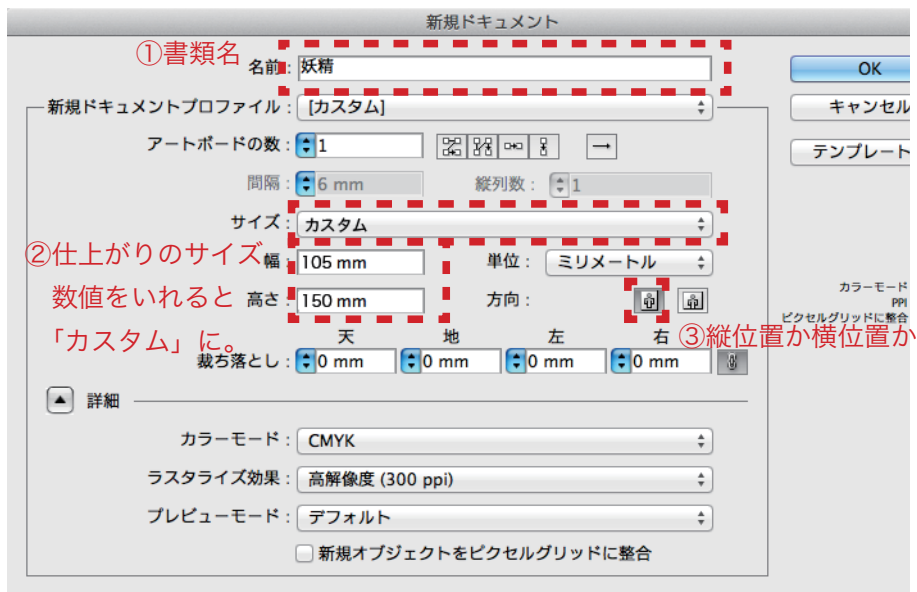 新規ドキュメント
①書類名
名前: 妖精
OK
新規ドキュメントプロファイル: [カスタム]
キャンセル
アートボードの数: 1
テンプレート
間隔: 6 mm 縦列数: 1
サイズ: カスタム
②仕上がりのサイズ
数値をいれると
「カスタム」に。
幅: 105 mm 単位: ミリメートル
高さ: 150 mm 方向:
カラーモード
PPI
ピクセルグリッドに整合
③縦位置か横位置か
天 地 左 右
裁ち落とし: 0 mm 0 mm 0 mm 0 mm
詳細
カラーモード: CMYK
ラスタライズ効果: 高解像度 (300 ppi)
プレビューモード: デフォルト
新規オブジェクトをピクセルグリッドに整合